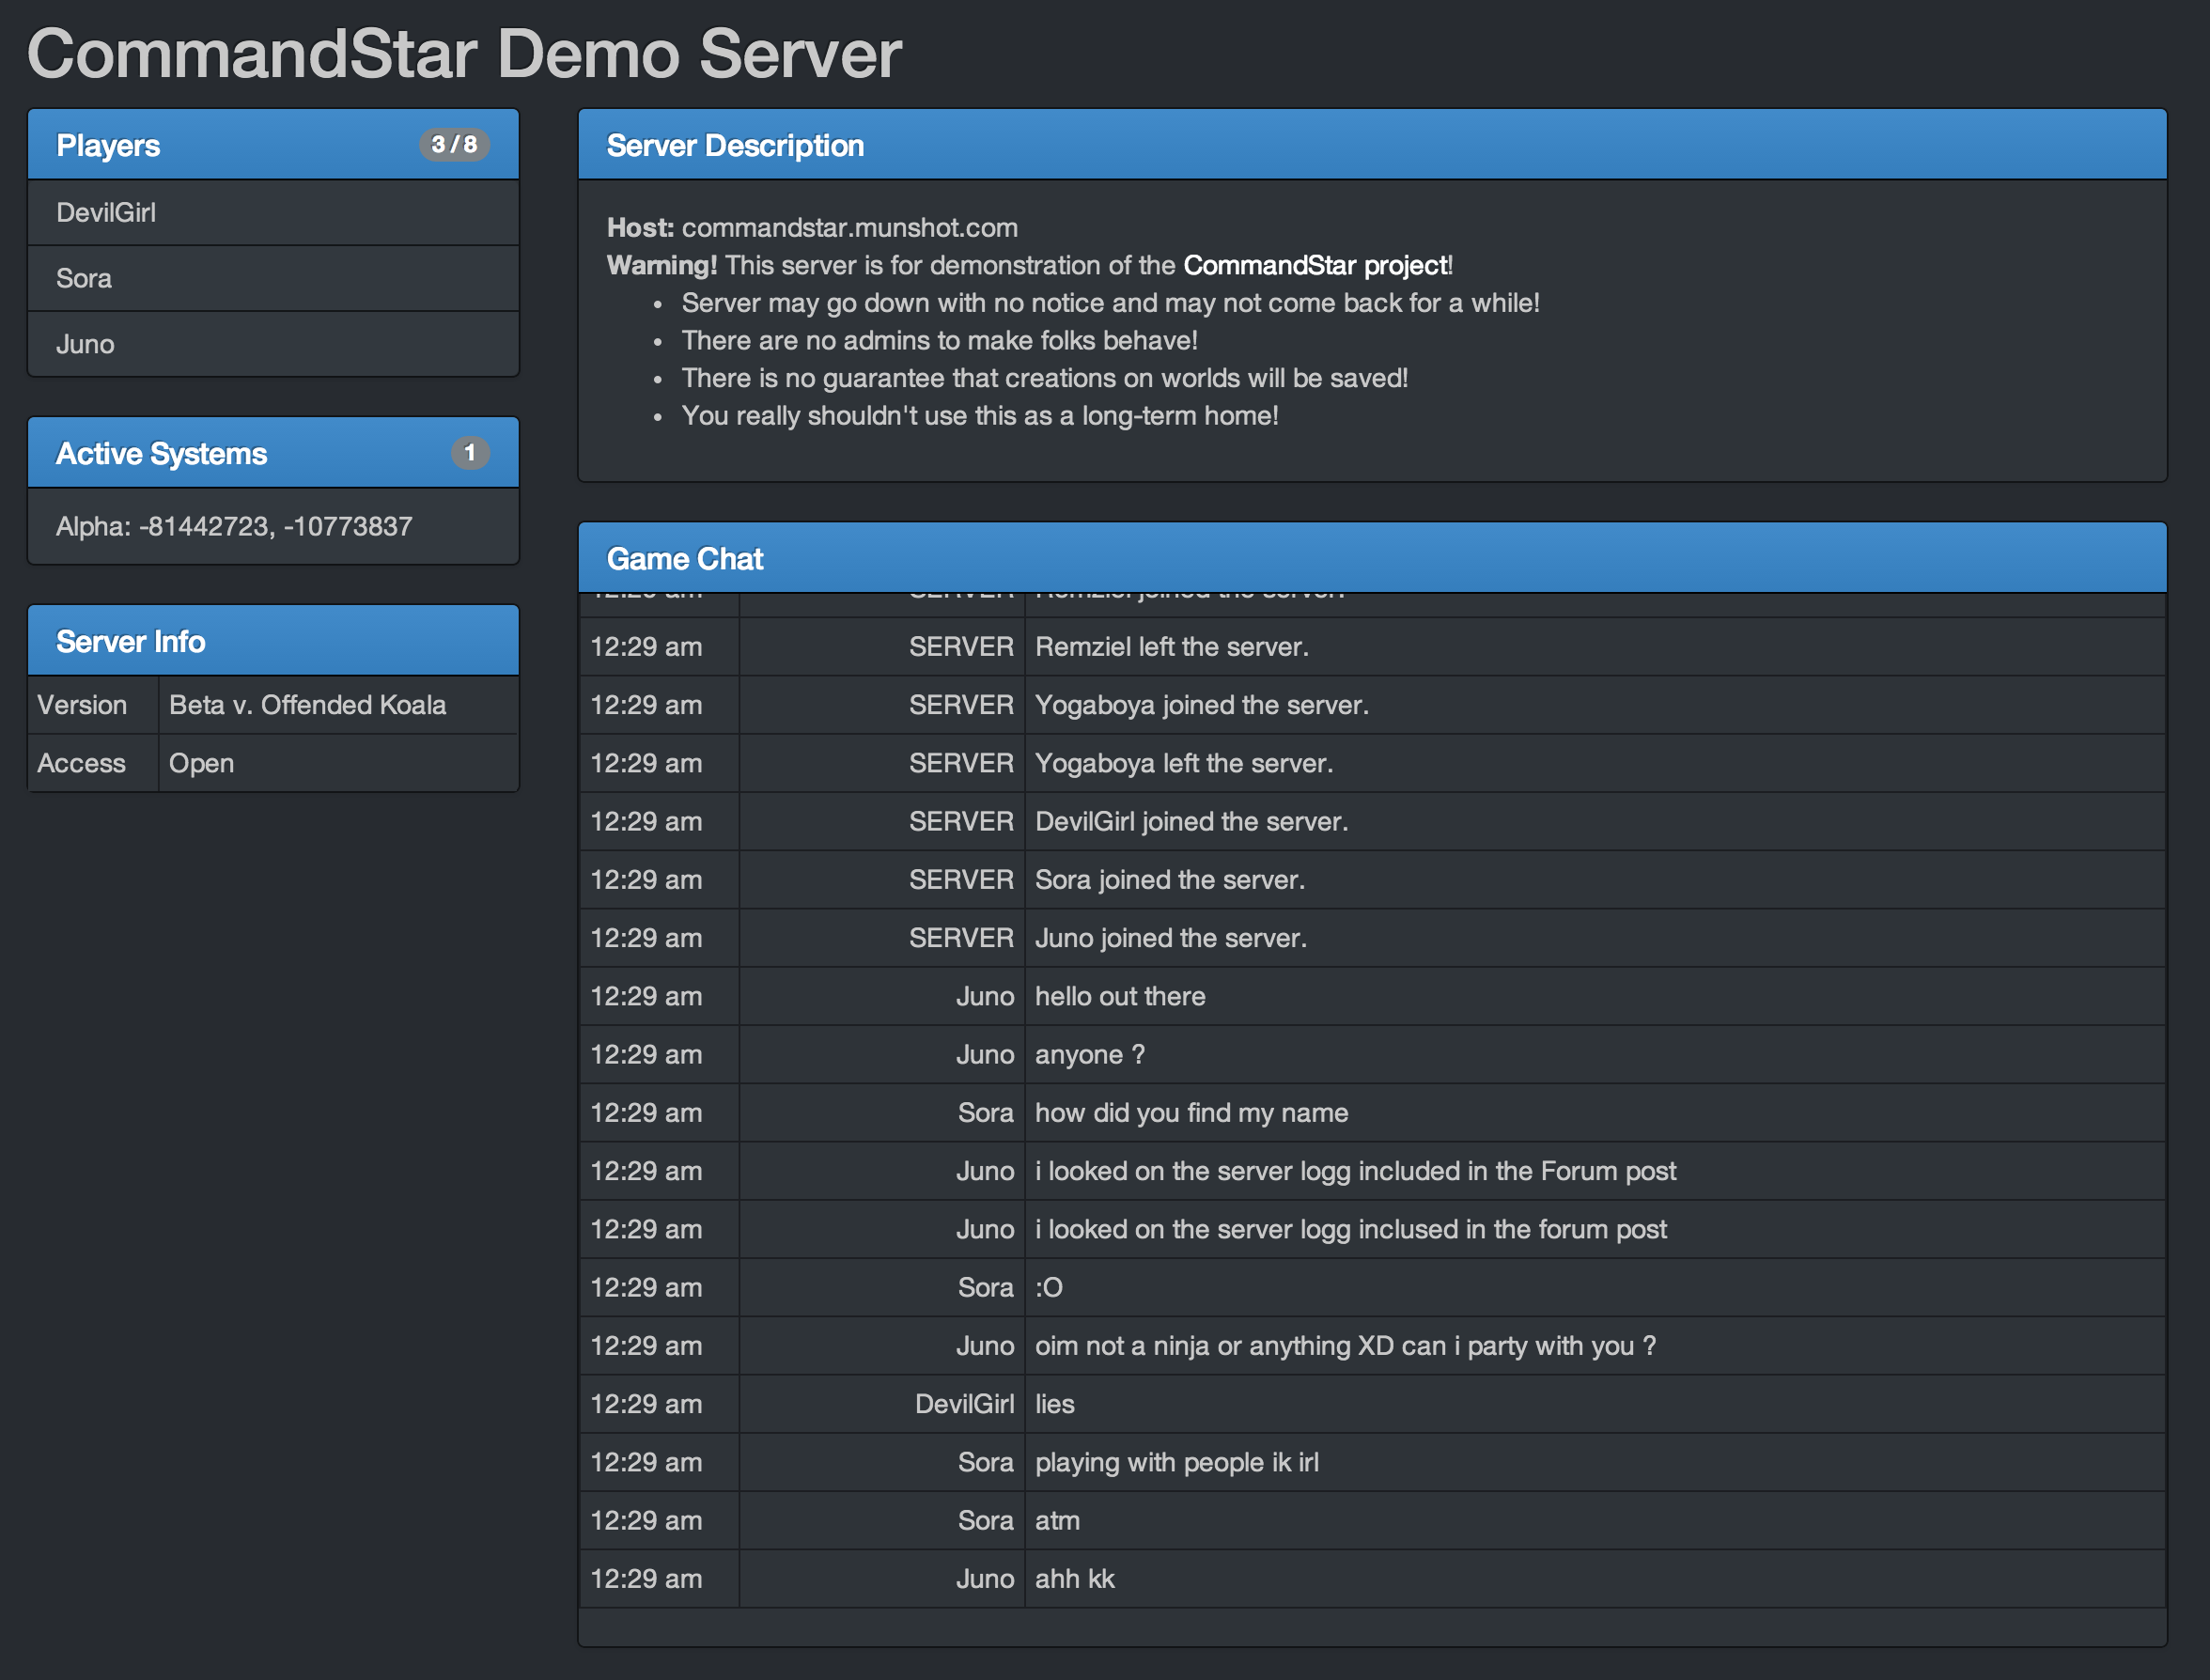 CommandStar Demo Server
Players 3 / 8
DevilGirl
Sora
Juno
Active Systems 1
Alpha: -81442723, -10773837
Server Info
Version Beta v. Offended Koala
Access Open
Server Description
Host: commandstar.munshot.com
Warning! This server is for demonstration of the CommandStar project!
• Server may go down with no notice and may not come back for a while!
• There are no admins to make folks behave!
• There is no guarantee that creations on worlds will be saved!
• You really shouldn't use this as a long-term home!
Game Chat
12:29 am SERVER Remziel joined the server.
12:29 am SERVER Remziel left the server.
12:29 am SERVER Yogaboya joined the server.
12:29 am SERVER Yogaboya left the server.
12:29 am SERVER DevilGirl joined the server.
12:29 am SERVER Sora joined the server.
12:29 am SERVER Juno joined the server.
12:29 am Juno hello out there
12:29 am Juno anyone ?
12:29 am Sora how did you find my name
12:29 am Juno i looked on the server logg included in the Forum post
12:29 am Juno i looked on the server logg inclused in the forum post
12:29 am Sora :O
12:29 am Juno oim not a ninja or anything XD can i party with you ?
12:29 am DevilGirl lies
12:29 am Sora playing with people ik irl
12:29 am Sora atm
12:29 am Juno ahh kk